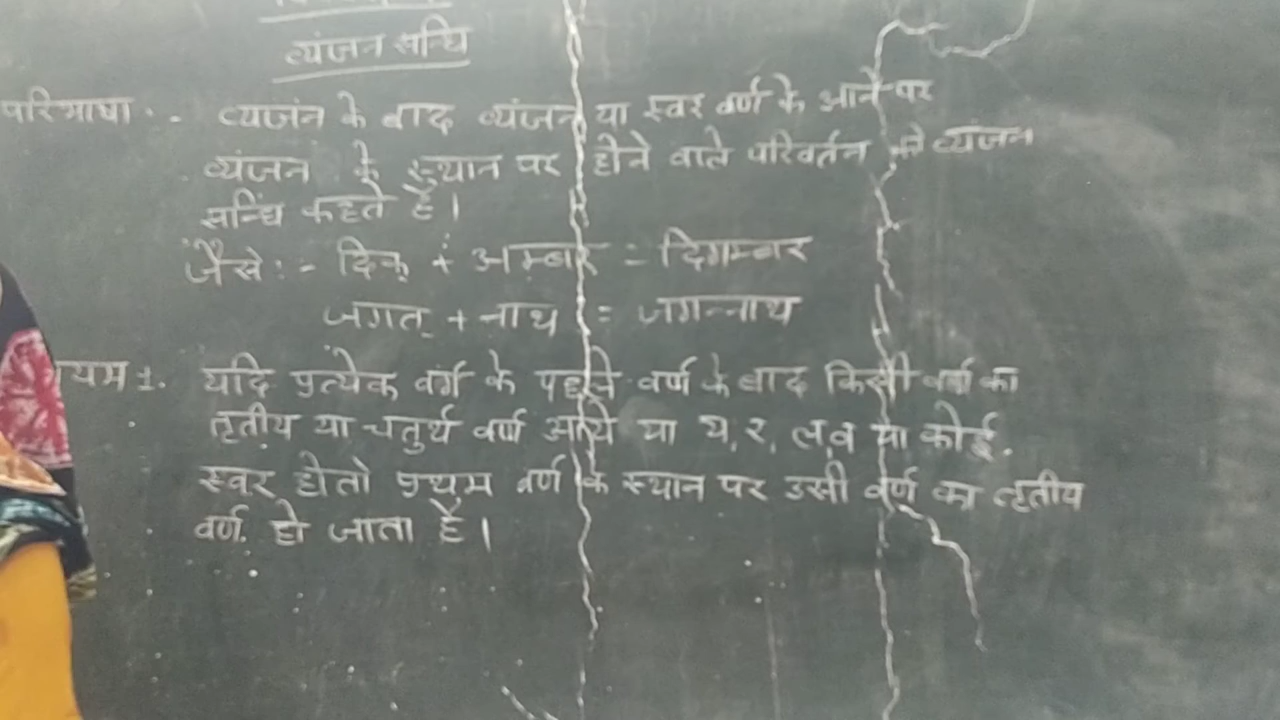 व्यंजन सन्धि
परिभाषा :- व्यजंन के बाद व्यंजन या स्वर वर्ण के आने पर
व्यंजन के स्थान पर होने वाले परिवर्तन को व्यंजन
सन्धि कहते हैं।
जैसे :- दिक् + अम्बर = दिगम्बर
जगत् + नाथ = जगन्नाथ
यम 1. यदि प्रत्येक वर्ग के पहले वर्ण के बाद किसी वर्ग का
तृतीय या चतुर्थ वर्ण आये या य, र, ल, व या कोई
स्वर हो तो प्रथम वर्ण के स्थान पर उसी वर्ण का तृतीय
वर्ण हो जाता है।